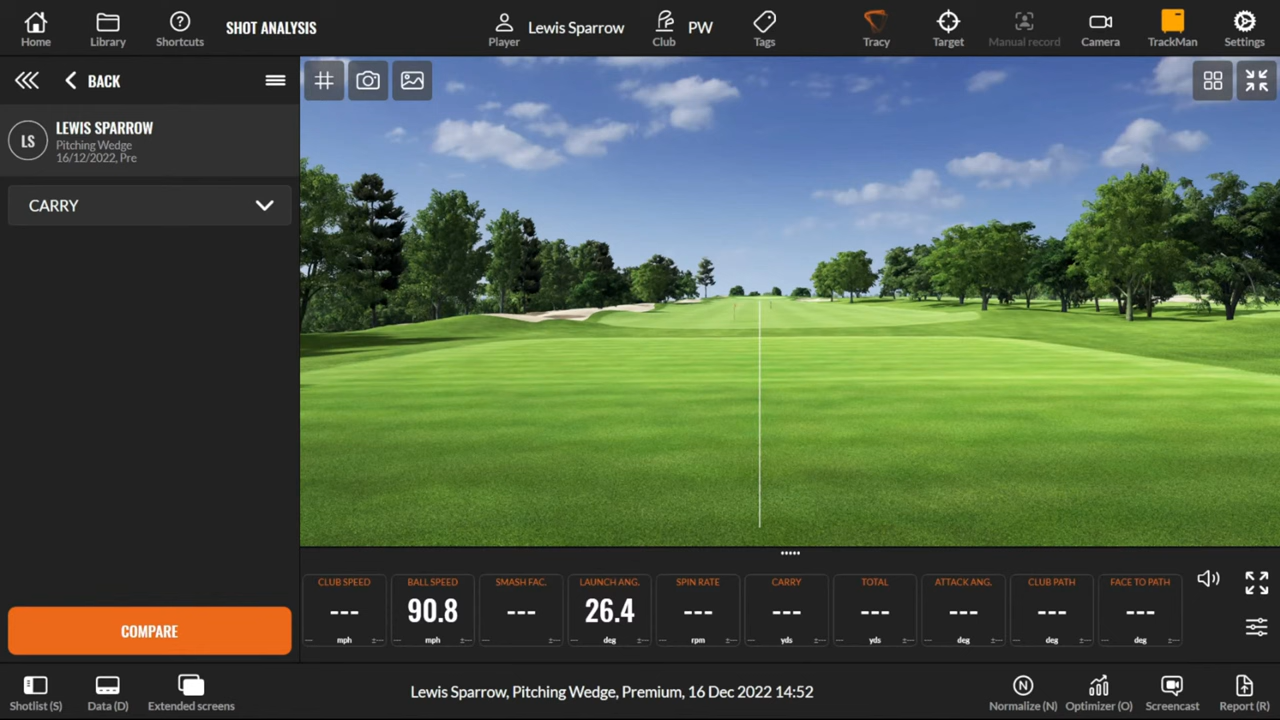 Home
Library
Shortcuts
SHOT ANALYSIS
Player
Lewis Sparrow
Club
PW
Tags
Tracy
Target
Manual record
Camera
TrackMan
Settings
BACK
LS
LEWIS SPARROW
Pitching Wedge
16/12/2022, Pre
CARRY
COMPARE
CLUB SPEED
---
--- mph ±---
BALL SPEED
90.8
--- mph ±---
SMASH FAC.
---
--- ±---
LAUNCH ANG.
26.4
--- deg ±---
SPIN RATE
---
--- rpm ±---
CARRY
---
--- yds ±---
TOTAL
---
--- yds ±---
ATTACK ANG.
---
--- deg ±---
CLUB PATH
---
--- deg ±---
FACE TO PATH
---
--- deg ±---
Shotlist (S)
Data (D)
Extended screens
Lewis Sparrow, Pitching Wedge, Premium, 16 Dec 2022 14:52
N
Normalize (N)
Optimizer (O)
Screencast
Report (R)